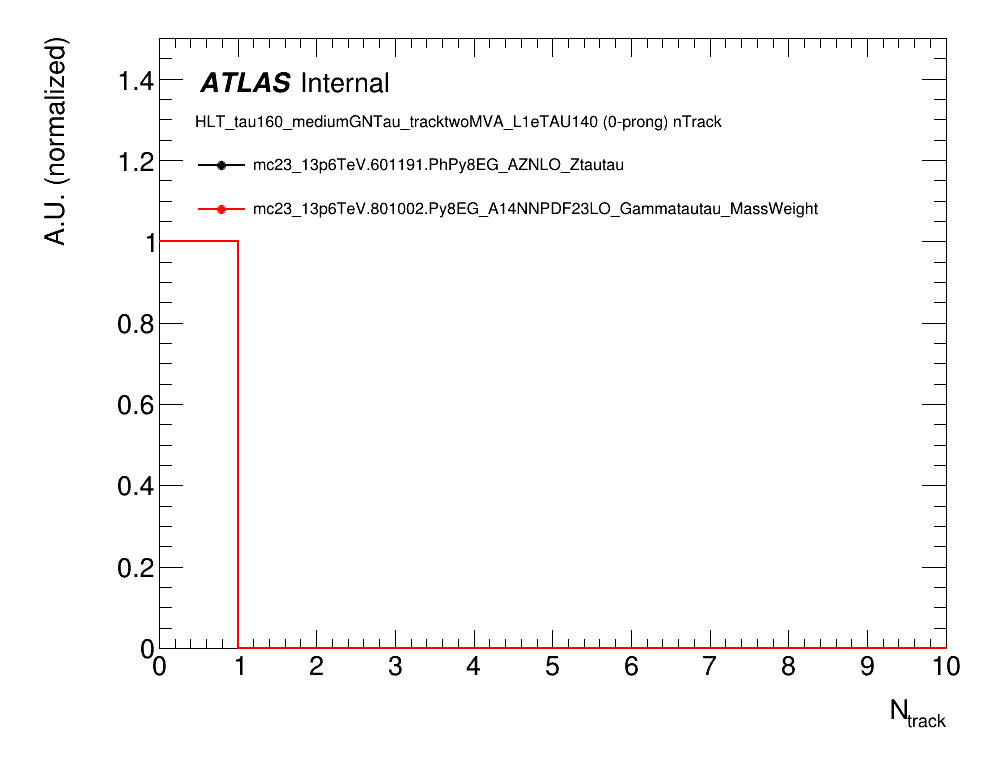 A.U. (normalized)
ATLAS Internal
HLT_tau160_mediumGNTau_tracktwoMVA_L1eTAU140 (0-prong) nTrack
mc23_13p6TeV.601191.PhPy8EG_AZNLO_Ztautau
mc23_13p6TeV.801002.Py8EG_A14NNPDF23LO_Gammatautau_MassWeight
1.4
1.2
1
0.8
0.6
0.4
0.2
0
0 1 2 3 4 5 6 7 8 9 10
N_track